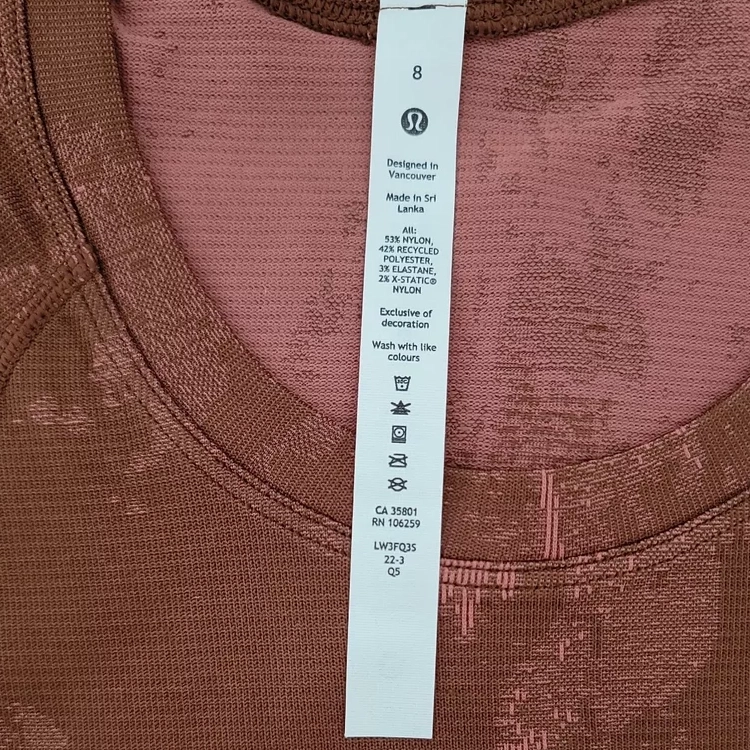 8
Designed in
Vancouver
Made in Sri
Lanka
All:
53% NYLON,
42% RECYCLED
POLYESTER,
3% ELASTANE,
2% X-STATIC®
NYLON
Exclusive of
decoration
Wash with like
colours
CA 35801
RN 106259
LW3FQ3S
22-3
Q5